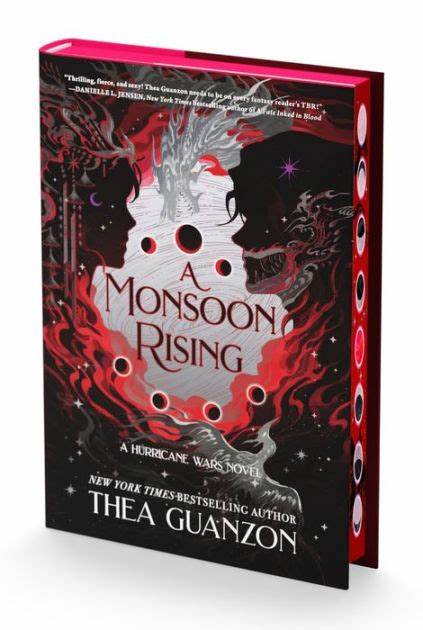 "Thrilling, fierce, and sexy! Thea Guanzon needs to be on every fantasy reader's TBR!"
—DANIELLE L. JENSEN, New York Times bestselling author of A Fate Inked in Blood
A
MONSOON
RISING
A HURRICANE WARS NOVEL
NEW YORK TIMES BESTSELLING AUTHOR
THEA GUANZON